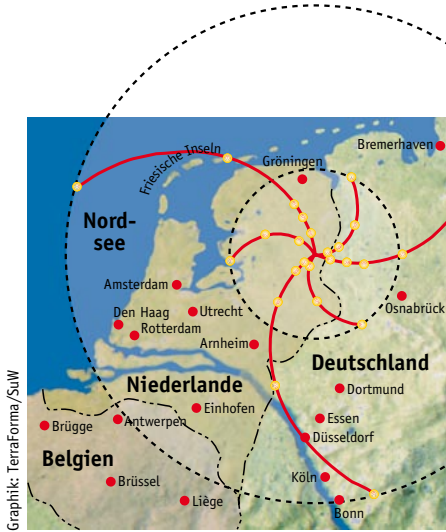 Friesische Inseln
Bremerhaven
Gröningen
Nord-
see
Amsterdam
Osnabrück
Den Haag
Utrecht
Rotterdam
Arnheim
Deutschland
Niederlande
Dortmund
Einhofen
Essen
Brügge
Antwerpen
Düsseldorf
Belgien
Köln
Brüssel
Liège
Bonn
Graphik: TerraForma/SuW